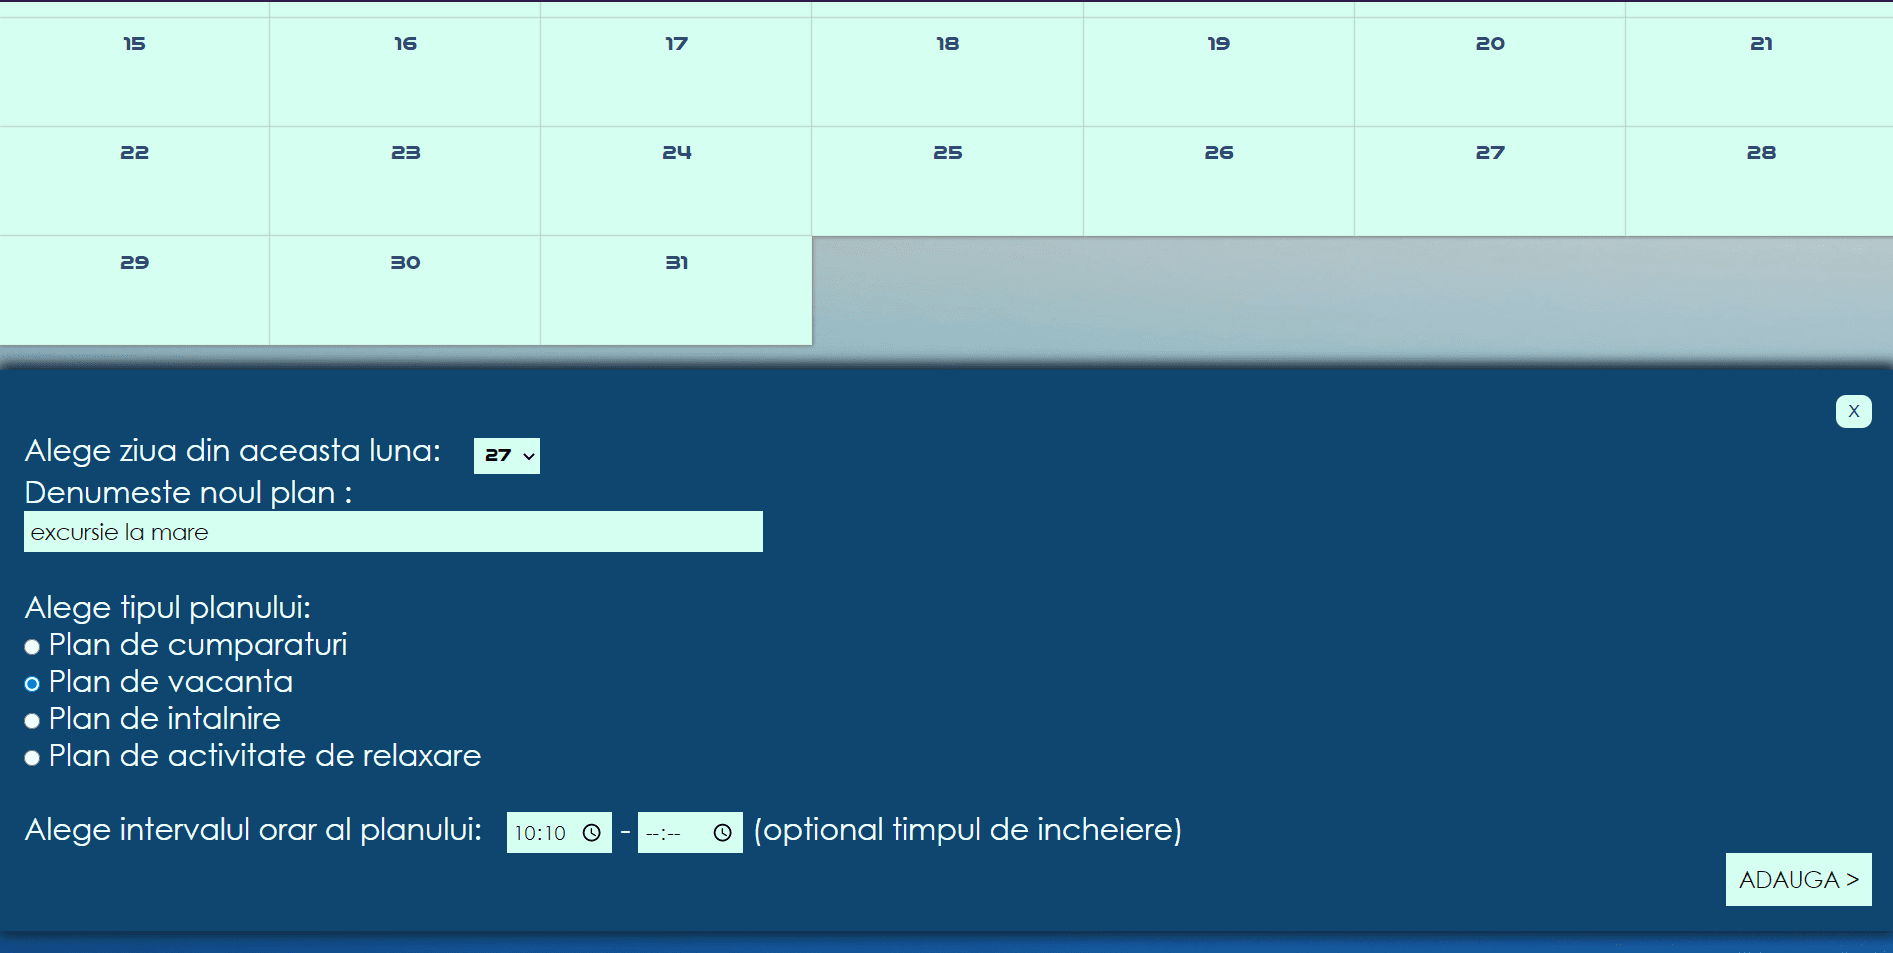 15 16 17 18 19 20 21
22 23 24 25 26 27 28
29 30 31
X
Alege ziua din aceasta luna: 27
Denumeste noul plan :
excursie la mare
Alege tipul planului:
Plan de cumparaturi
Plan de vacanta
Plan de intalnire
Plan de activitate de relaxare
Alege intervalul orar al planului: 10:10 - --:-- (optional timpul de incheiere)
ADAUGA >